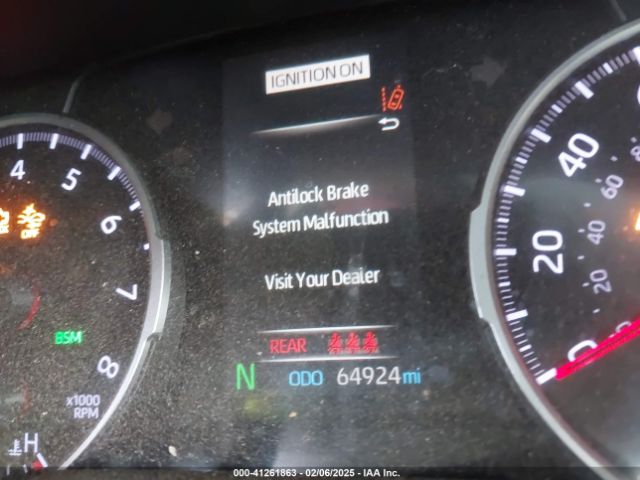 IGNITION ON
4
5
6
7
8
x1000
RPM
BSM
H
Antilock Brake
System Malfunction
Visit Your Dealer
REAR
N ODO 64924 mi
40
60
20
40
20
0
000-41261863 - 02/06/2025 - IAA Inc.